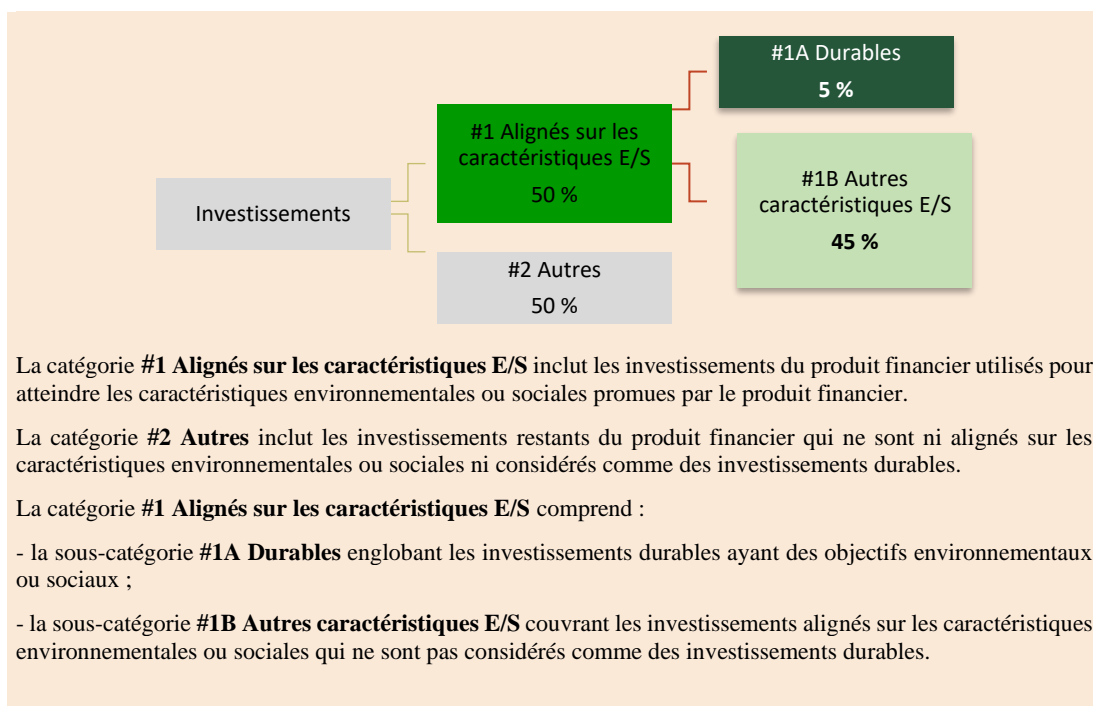 #1A Durables
5 %
#1 Alignés sur les
caractéristiques E/S
50 %
#1B Autres
caractéristiques E/S
45 %
Investissements
#2 Autres
50 %
La catégorie #1 Alignés sur les caractéristiques E/S inclut les investissements du produit financier utilisés pour
atteindre les caractéristiques environnementales ou sociales promues par le produit financier.
La catégorie #2 Autres inclut les investissements restants du produit financier qui ne sont ni alignés sur les
caractéristiques environnementales ou sociales ni considérés comme des investissements durables.
La catégorie #1 Alignés sur les caractéristiques E/S comprend :
- la sous-catégorie #1A Durables englobant les investissements durables ayant des objectifs environnementaux
ou sociaux ;
- la sous-catégorie #1B Autres caractéristiques E/S couvrant les investissements alignés sur les caractéristiques
environnementales ou sociales qui ne sont pas considérés comme des investissements durables.